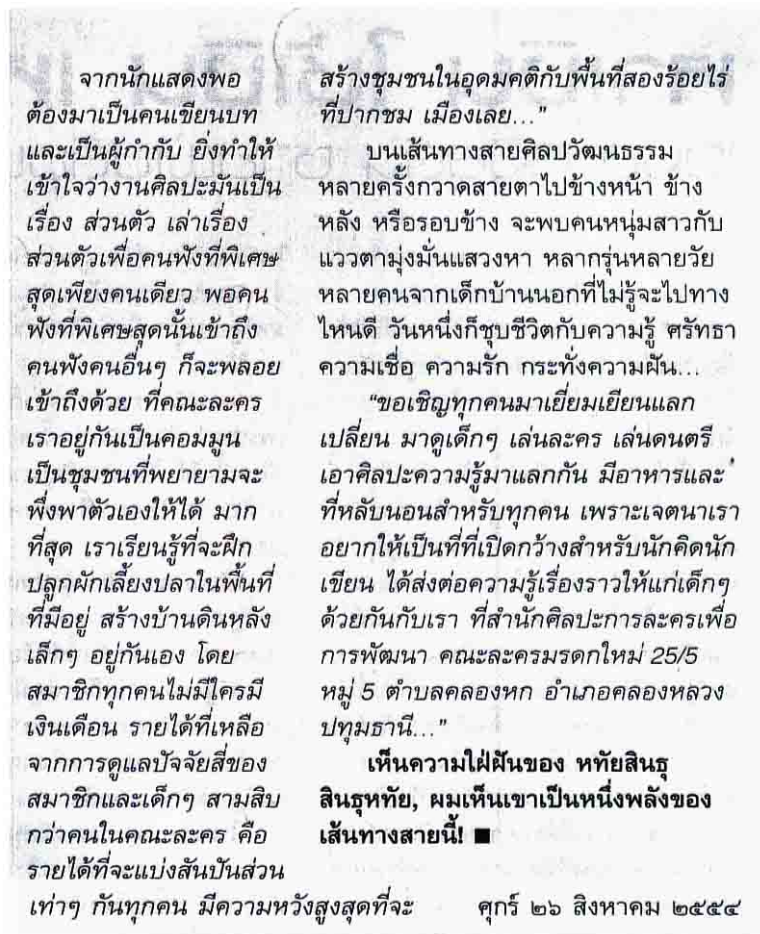 จากนักแสดงพอ
ต้องมาเป็นคนเขียนบท
และเป็นผู้กำกับ ยิ่งทำให้
เข้าใจว่างานศิลปะมันเป็น
เรื่อง ส่วนตัว เล่าเรื่อง
ส่วนตัวเพื่อคนฟังที่พิเศษ
สุดเพียงคนเดียว พอคน
ฟังที่พิเศษสุดนั้นเข้าถึง
คนฟังคนอื่นๆ ก็จะพลอย
เข้าถึงด้วย ที่คณะละคร
เราอยู่กันเป็นคอมมูน
เป็นชุมชนที่พยายามจะ
พึ่งพาตัวเองให้ได้ มาก
ที่สุด เราเรียนรู้ที่จะฝึก
ปลูกผักเลี้ยงปลาในพื้นที่
ที่มีอยู่ สร้างบ้านดินหลัง
เล็กๆ อยู่กันเอง โดย
สมาชิกทุกคนไม่มีใครมี
เงินเดือน รายได้ที่เหลือ
จากการดูแลปัจจัยสี่ของ
สมาชิกและเด็กๆ สามสิบ
กว่าคนในคณะละคร คือ
รายได้ที่จะแบ่งสันปันส่วน
เท่าๆ กันทุกคน มีความหวังสูงสุดที่จะ
สร้างชุมชนในอุดมคติกับพื้นที่สองร้อยไร่
ที่ปากชม เมืองเลย..."
บนเส้นทางสายศิลปวัฒนธรรม
หลายครั้งกวาดสายตาไปข้างหน้า ข้าง
หลัง หรือรอบข้าง จะพบคนหนุ่มสาวกับ
แววตามุ่งมั่นแสวงหา หลากรุ่นหลายวัย
หลายคนจากเด็กบ้านนอกที่ไม่รู้จะไปทาง
ไหนดี วันหนึ่งก็ชุบชีวิตกับความรู้ ศรัทธา
ความเชื่อ ความรัก กระทั่งความฝัน...
"ขอเชิญทุกคนมาเยี่ยมเยียนแลก
เปลี่ยน มาดูเด็กๆ เล่นละคร เล่นดนตรี
เอาศิลปะความรู้มาแลกกัน มีอาหารและ
ที่หลับนอนสำหรับทุกคน เพราะเจตนาเรา
อยากให้เป็นที่ที่เปิดกว้างสำหรับนักคิดนัก
เขียน ได้ส่งต่อความรู้เรื่องราวให้แก่เด็กๆ
ด้วยกันกับเรา ที่สำนักศิลปะการละครเพื่อ
การพัฒนา คณะละครมรดกใหม่ 25/5
หมู่ 5 ตำบลคลองหก อำเภอคลองหลวง
ปทุมธานี..."
เห็นความใฝ่ฝันของ หทัยสินธุ
สินธุหทัย, ผมเห็นเขาเป็นหนึ่งพลังของ
เส้นทางสายนี้! ■
ศุกร์ ๒๖ สิงหาคม ๒๕๕๔